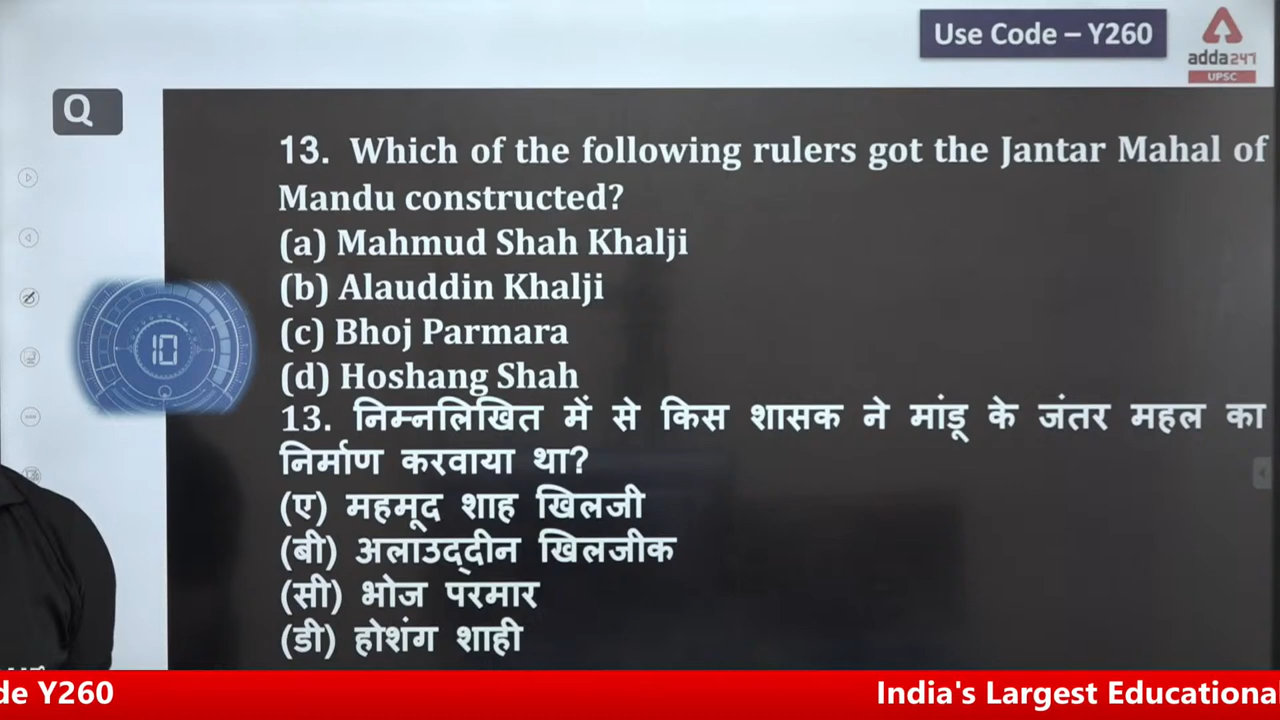 Use Code – Y260
adda247
UPSC
Q
13. Which of the following rulers got the Jantar Mahal of
Mandu constructed?
(a) Mahmud Shah Khalji
(b) Alauddin Khalji
(c) Bhoj Parmara
(d) Hoshang Shah
10
13. निम्नलिखित में से किस शासक ने मांडू के जंतर महल का
निर्माण करवाया था?
(ए) महमूद शाह खिलजी
(बी) अलाउद्दीन खिलजीक
(सी) भोज परमार
(डी) होशंग शाही
de Y260
India's Largest Educational